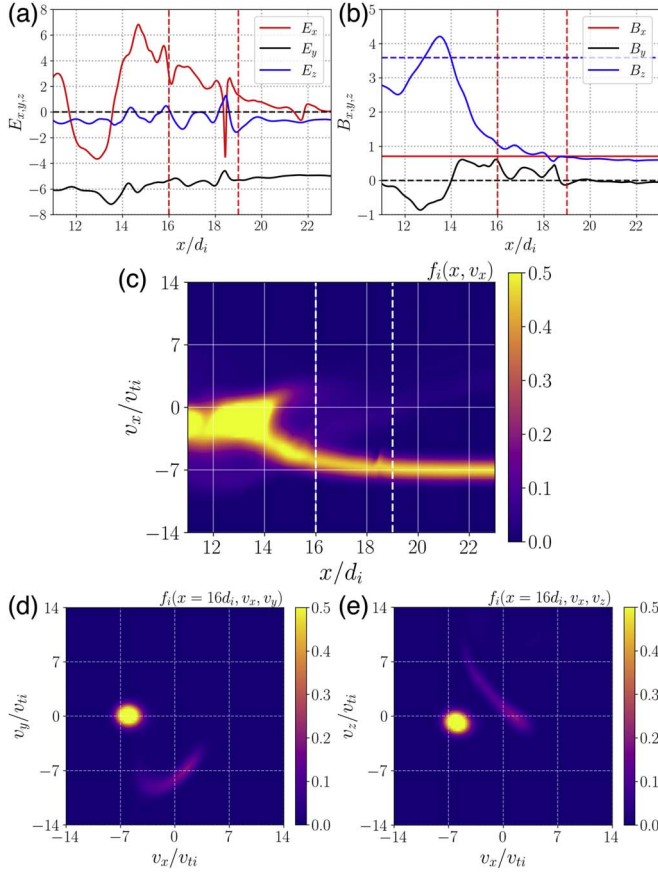 (a)
8
6
4
2
0
−2
−4
−6
−8
E_{x,y,z}
E_x
E_y
E_z
12 14 16 18 20 22
x/d_i
(b)
5
4
3
2
1
0
−1
B_{x,y,z}
B_x
B_y
B_z
12 14 16 18 20 22
x/d_i
(c)
f_i(x, v_x)
14
7
0
−7
−14
v_x/v_{ti}
12 14 16 18 20 22
x/d_i
0.5
0.4
0.3
0.2
0.1
0.0
(d)
f_i(x = 16d_i, v_x, v_y)
14
7
0
−7
−14
v_y/v_{ti}
−14 −7 0 7 14
v_x/v_{ti}
0.5
0.4
0.3
0.2
0.1
0.0
(e)
f_i(x = 16d_i, v_x, v_z)
14
7
0
−7
−14
v_z/v_{ti}
−14 −7 0 7 14
v_x/v_{ti}
0.5
0.4
0.3
0.2
0.1
0.0